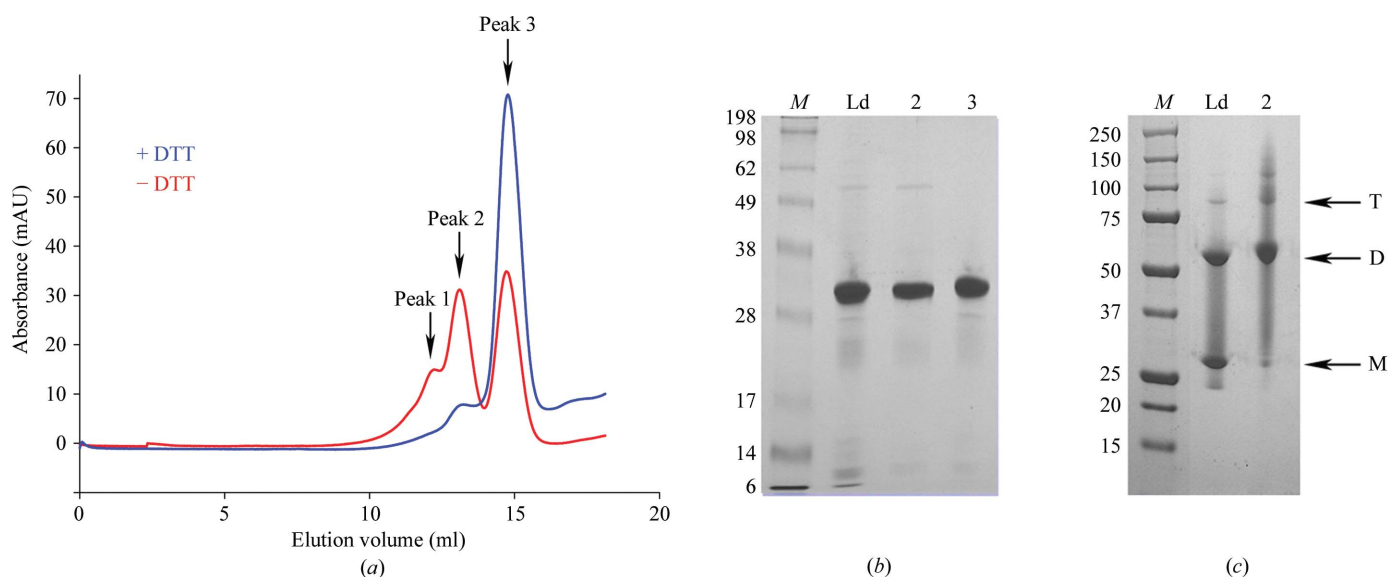 Peak 3
70
60
50
40
30
20
10
0
Absorbance (mAU)
+ DTT
− DTT
Peak 2
Peak 1
0 5 10 15 20
Elution volume (ml)
(a)
M Ld 2 3
198
98
62
49
38
28
17
14
6
(b)
M Ld 2
250
150
100
75
50
37
25
20
15
T
D
M
(c)